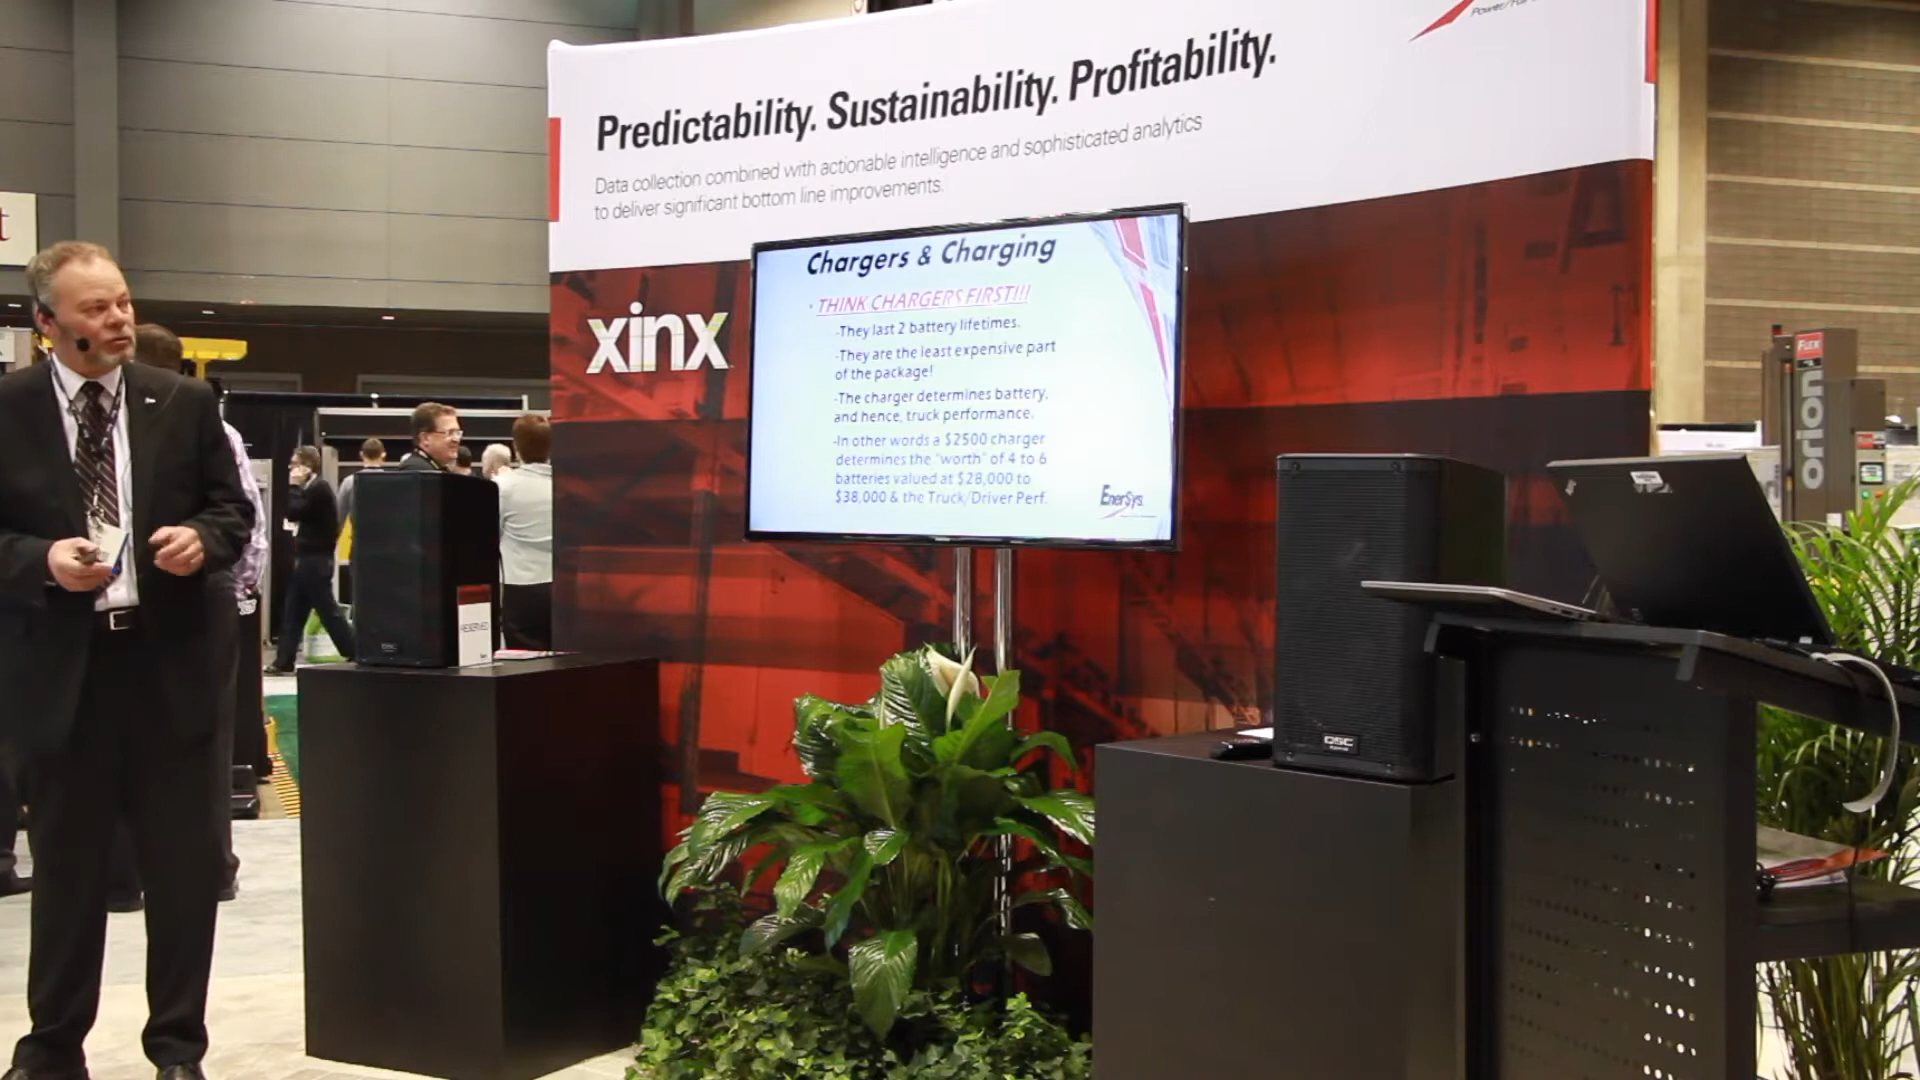 Predictability. Sustainability. Profitability.
Data collection combined with actionable intelligence and sophisticated analytics
to deliver significant bottom line improvements.
xinx
Chargers & Charging
· THINK CHARGERS FIRST!!!
-They last 2 battery lifetimes.
-They are the least expensive part
of the package!
-The charger determines battery,
and hence, truck performance.
-In other words a $2500 charger
determines the "worth" of 4 to 6
batteries valued at $28,000 to
$38,000 & the Truck/Driver Perf.
EnerSys
RESERVED
QSC
QSC
FLEX
orion